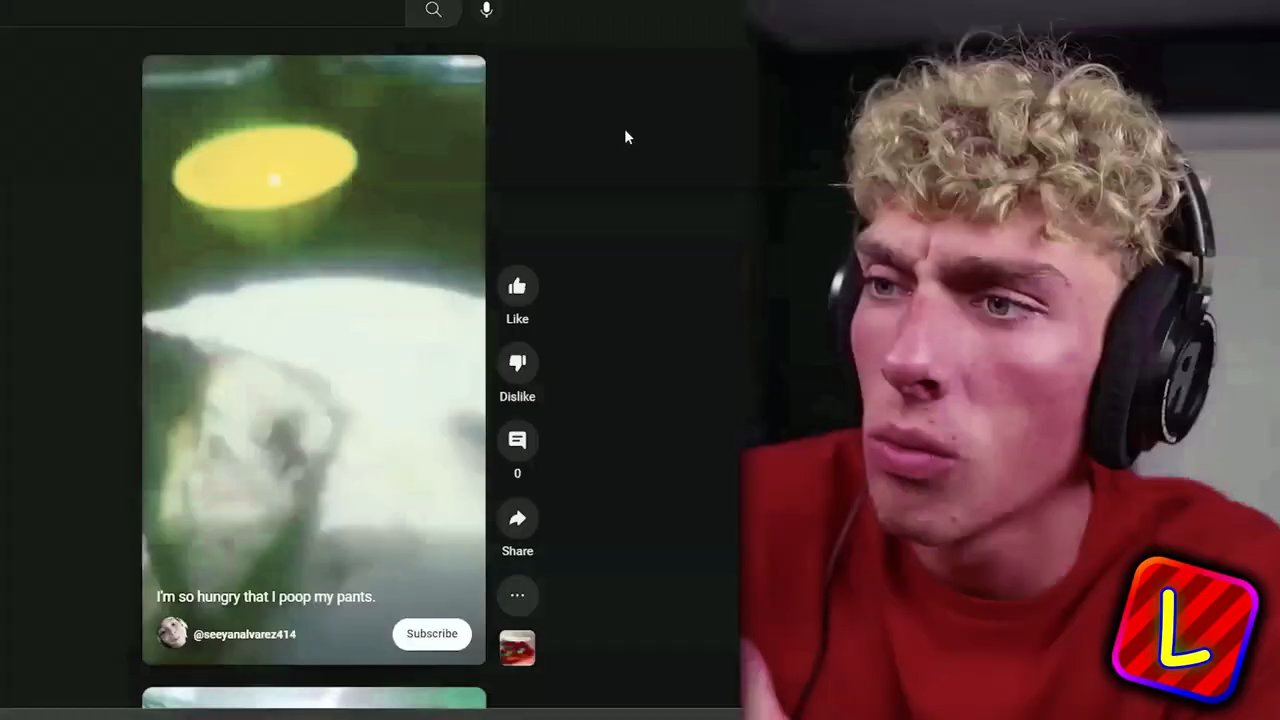 Like
Dislike
0
Share
I'm so hungry that I poop my pants.
@seeyanalvarez414
Subscribe
L